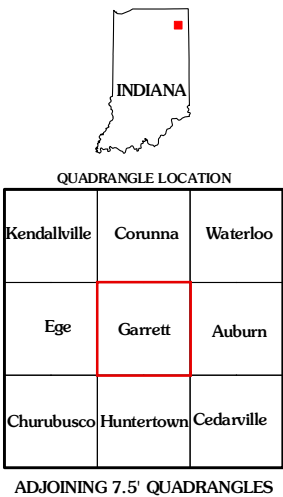 INDIANA
QUADRANGLE LOCATION
Kendallville Corunna Waterloo
Ege Garrett Auburn
Churubusco Huntertown Cedarville
ADJOINING 7.5' QUADRANGLES